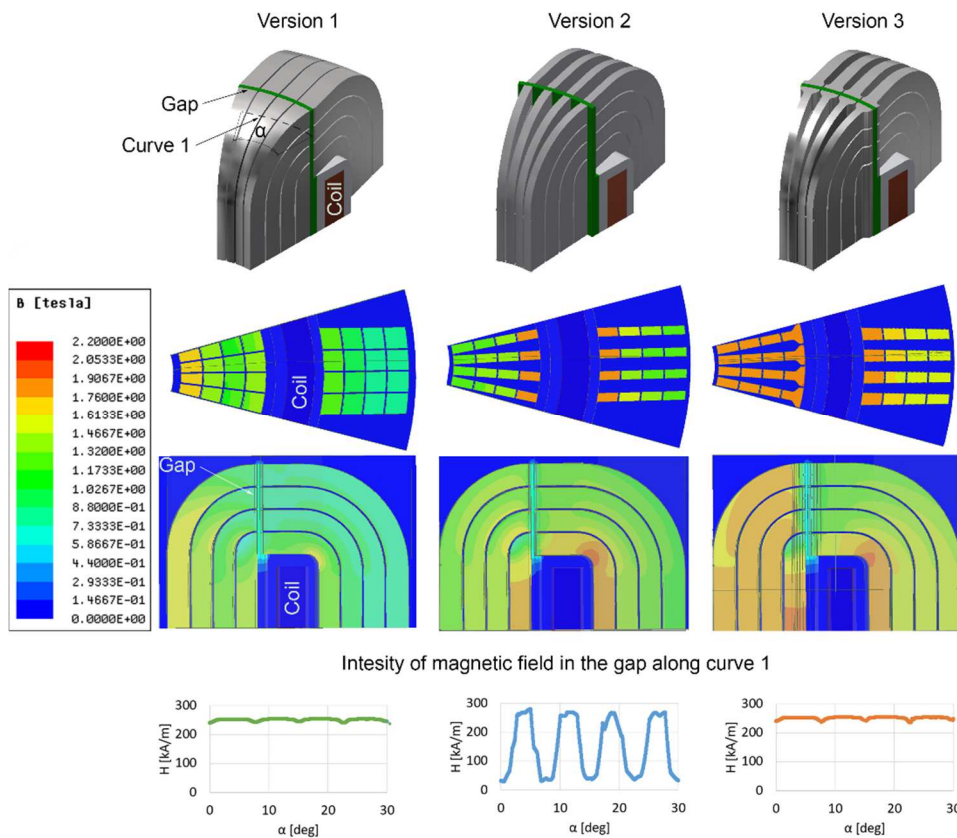 Version 1
Version 2
Version 3
Gap
Curve 1
α
Coil
B [tesla]
2.2000E+00
2.0533E+00
1.9067E+00
1.7600E+00
1.6133E+00
1.4667E+00
1.3200E+00
1.1733E+00
1.0267E+00
8.8000E-01
7.3333E-01
5.8667E-01
4.4000E-01
2.9333E-01
1.4667E-01
0.0000E+00
Coil
Gap
Coil
Intesity of magnetic field in the gap along curve 1
H [kA/m]
300
200
100
0
0
10
20
30
α [deg]
H [kA/m]
300
200
100
0
0
10
20
30
α [deg]
H [kA/m]
300
200
100
0
0
10
20
30
α [deg]